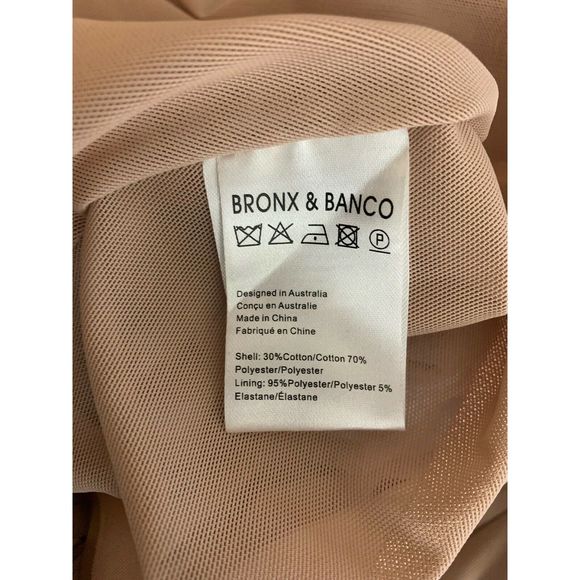 BRONX & BANCO
P
Designed in Australia
Conçu en Australie
Made in China
Fabriqué en Chine
Shell: 30%Cotton/Cotton 70%
Polyester/Polyester
Lining: 95%Polyester/Polyester 5%
Elastane/Élastane